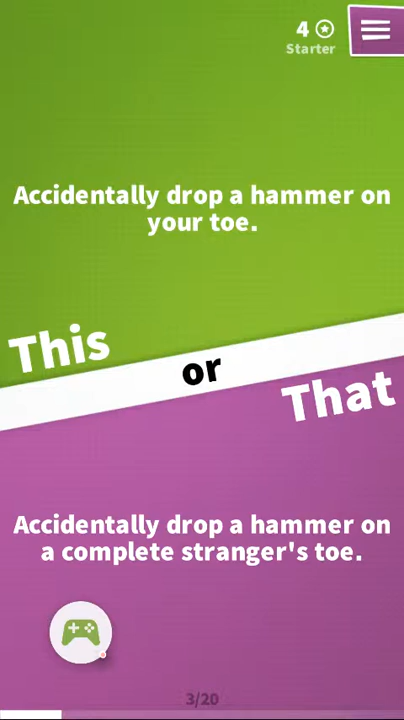 4
Starter
Accidentally drop a hammer on
your toe.
This
or
That
Accidentally drop a hammer on
a complete stranger's toe.
3/20